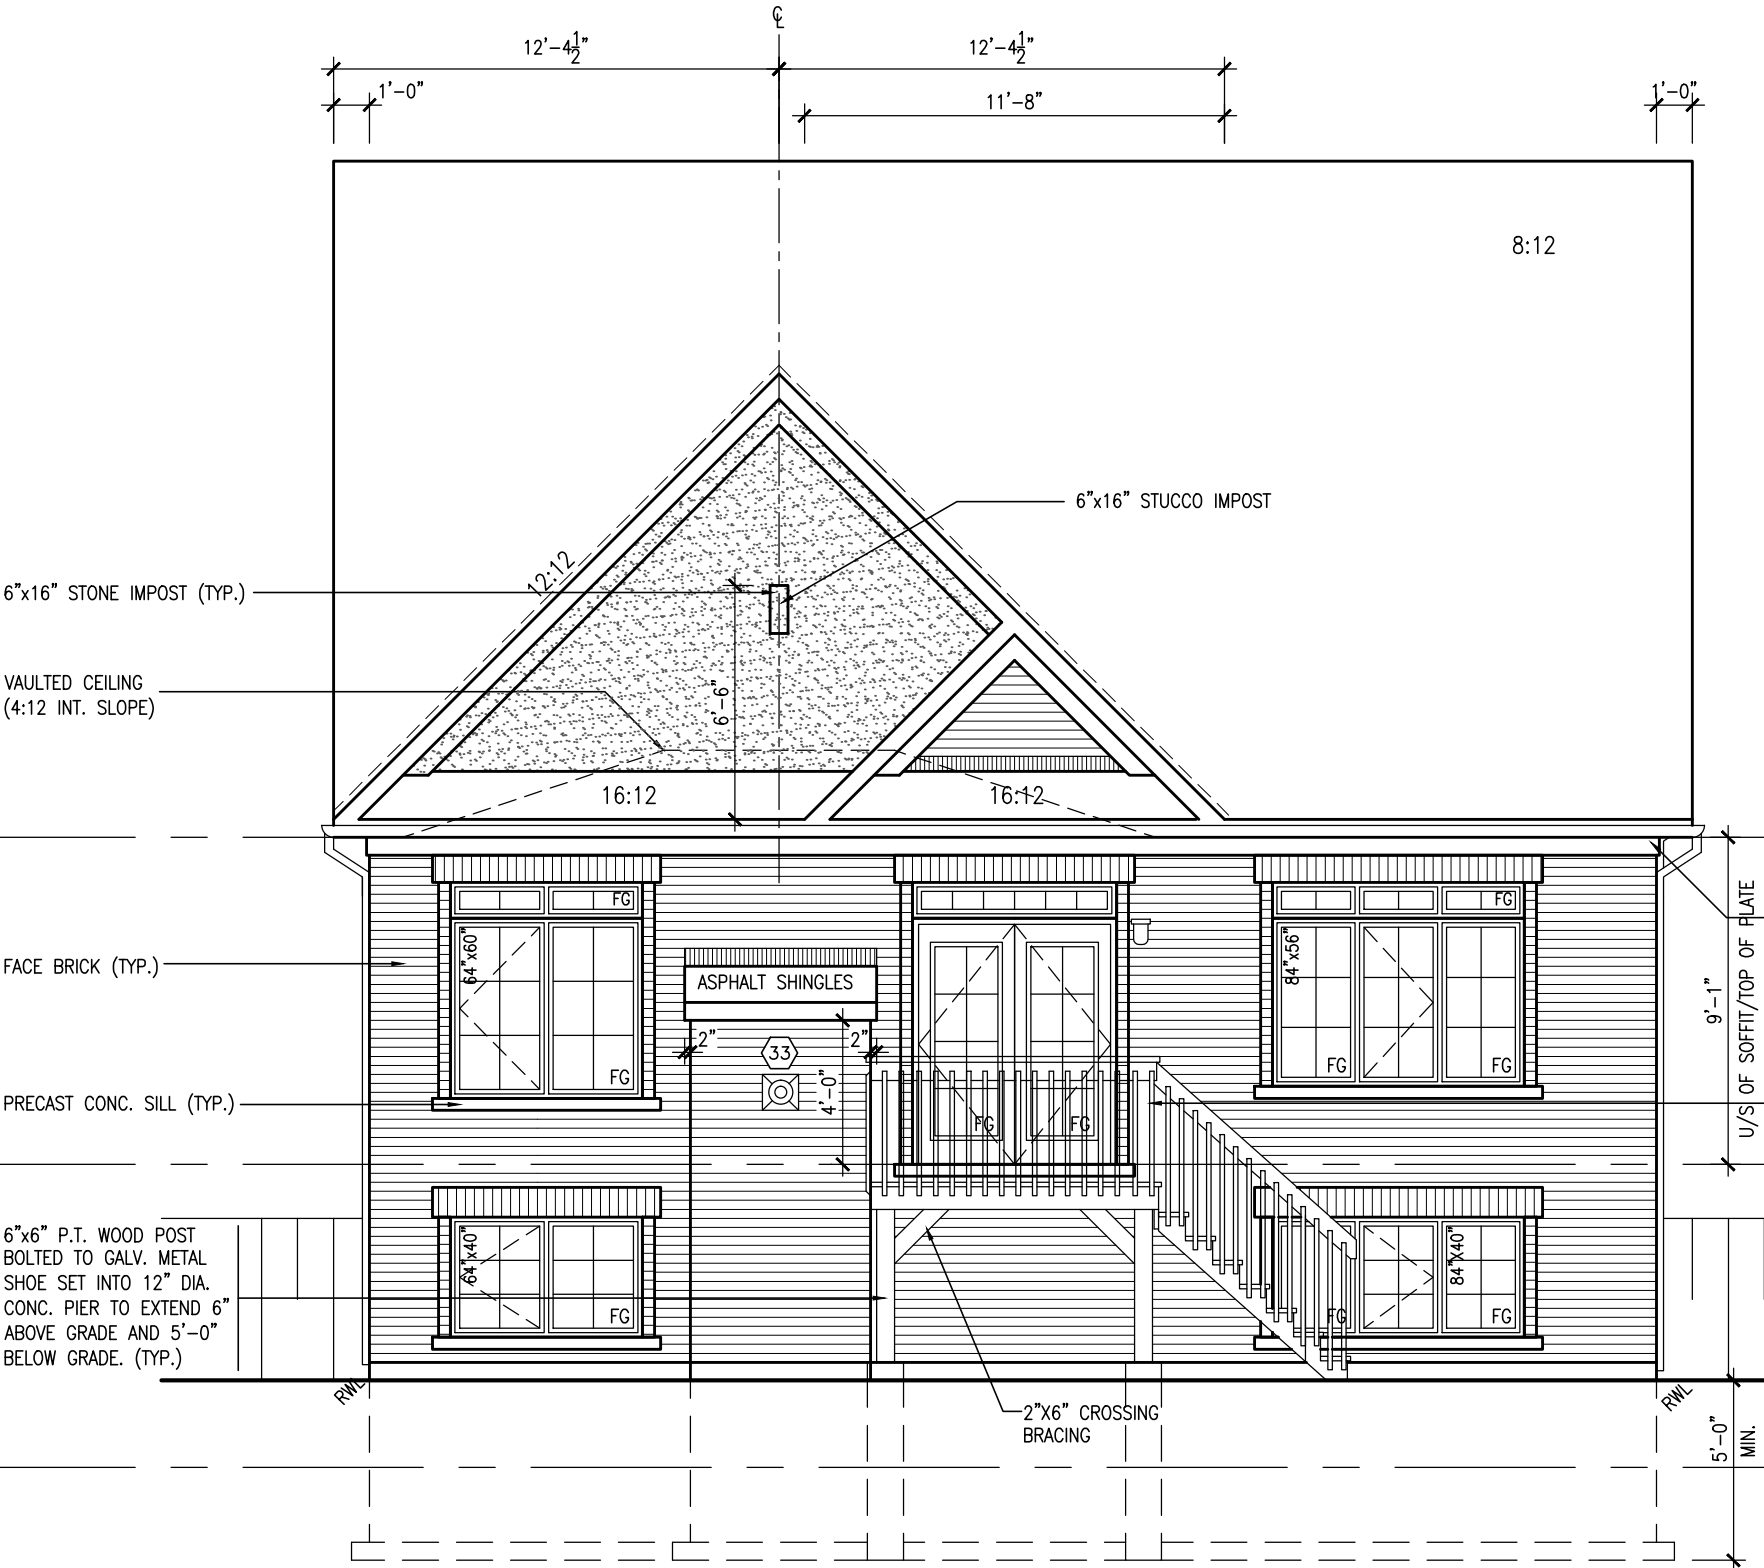 ℄
12'-4½" 12'-4½"
1'-0" 11'-8" 1'-0"
8:12
6"x16" STUCCO IMPOST
12:12
6"x16" STONE IMPOST (TYP.)
VAULTED CEILING
(4:12 INT. SLOPE)
6'-6"
16:12 16:12
FG FG
64"x60" 84"x56"
U/S OF SOFFIT/TOP OF PLATE
9'-1"
FACE BRICK (TYP.)
ASPHALT SHINGLES
2" 33 2"
FG FG FG
4'-0"
PRECAST CONC. SILL (TYP.)
FG FG
6"x6" P.T. WOOD POST
BOLTED TO GALV. METAL
SHOE SET INTO 12" DIA.
CONC. PIER TO EXTEND 6"
ABOVE GRADE AND 5'-0"
BELOW GRADE. (TYP.)
64"x40" 84"x40"
FG FG FG
RWL RWL
2"X6" CROSSING
BRACING
5'-0"
MIN.